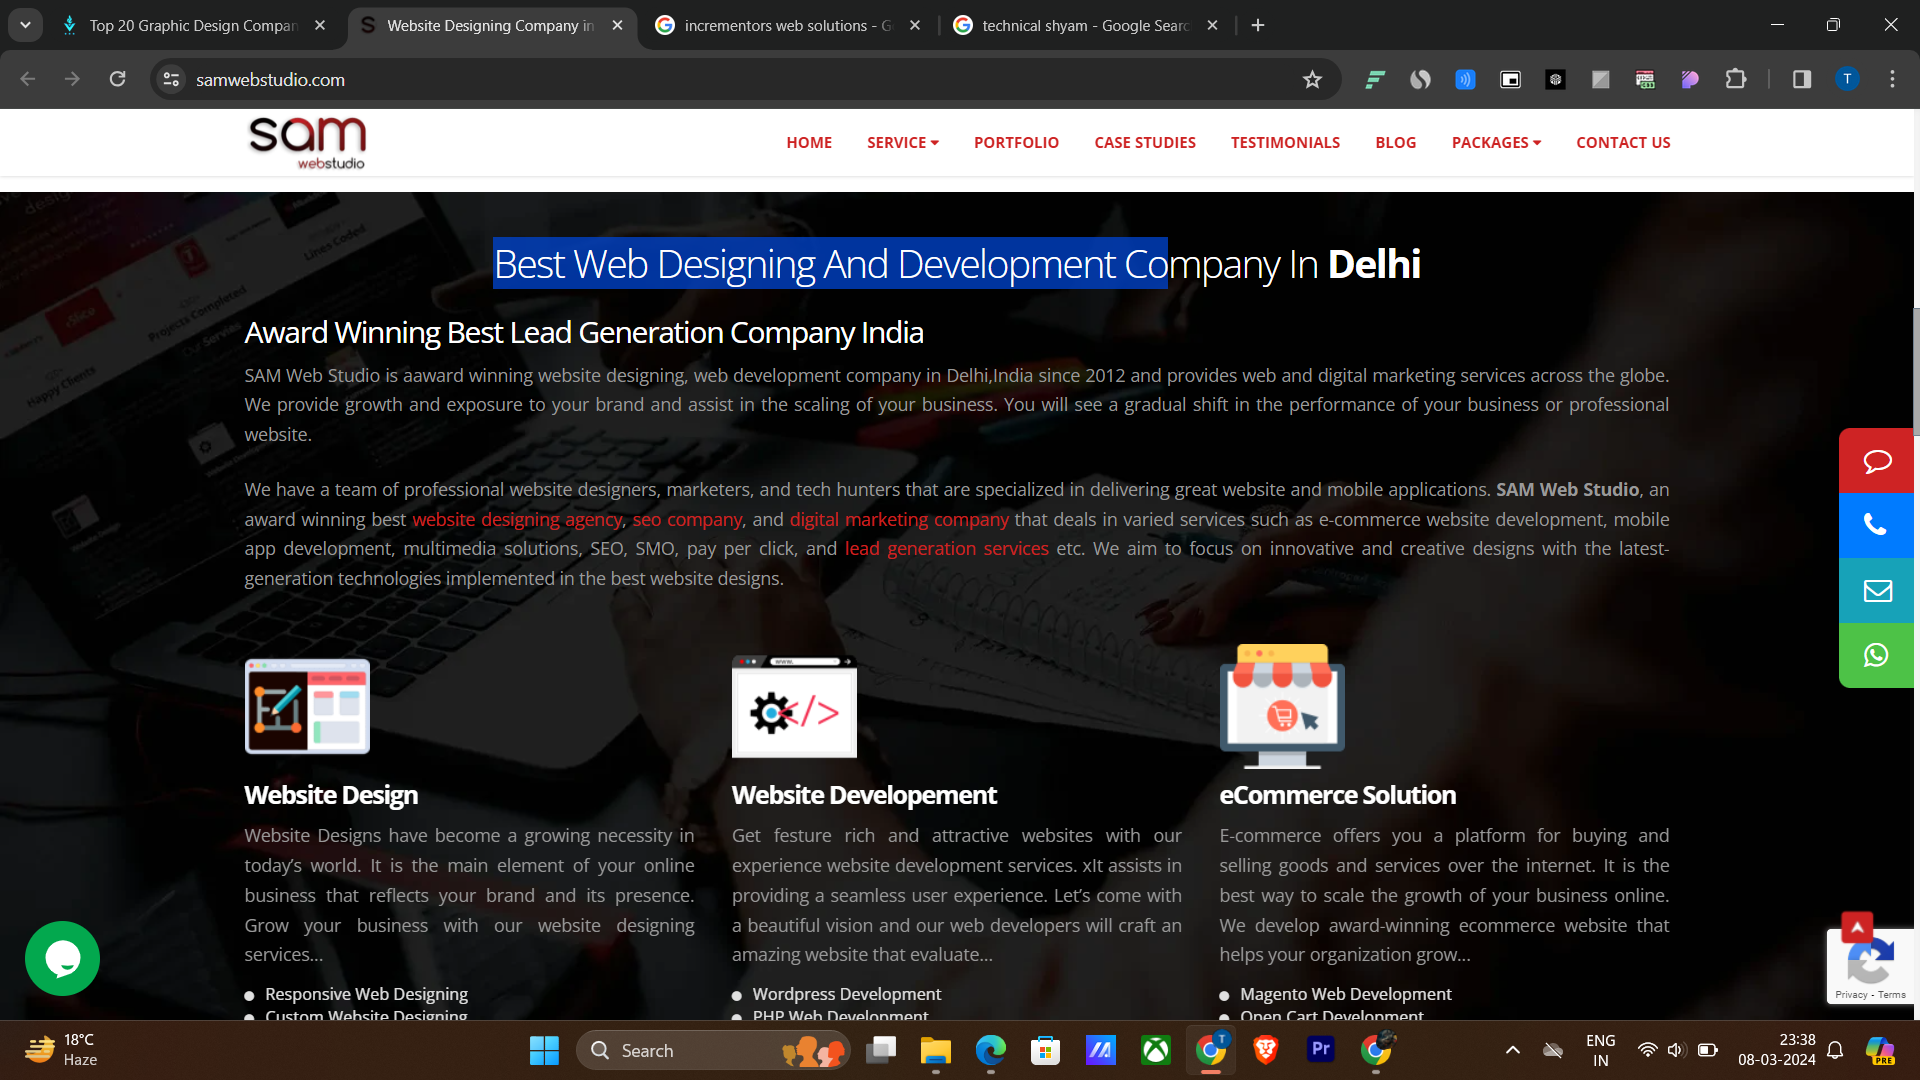 Top 20 Graphic Design Compan
Website Designing Company in
incrementors web solutions - G
technical shyam - Google Searc
samwebstudio.com
T
sam
webstudio
HOME
SERVICE
PORTFOLIO
CASE STUDIES
TESTIMONIALS
BLOG
PACKAGES
CONTACT US
Best Web Designing And Development Company In Delhi
Award Winning Best Lead Generation Company India
SAM Web Studio is aaward winning website designing, web development company in Delhi,India since 2012 and provides web and digital marketing services across the globe.
We provide growth and exposure to your brand and assist in the scaling of your business. You will see a gradual shift in the performance of your business or professional
website.
We have a team of professional website designers, marketers, and tech hunters that are specialized in delivering great website and mobile applications. SAM Web Studio, an
award winning best website designing agency, seo company, and digital marketing company that deals in varied services such as e-commerce website development, mobile
app development, multimedia solutions, SEO, SMO, pay per click, and lead generation services etc. We aim to focus on innovative and creative designs with the latest-
generation technologies implemented in the best website designs.
Website Design
Website Designs have become a growing necessity in
today's world. It is the main element of your online
business that reflects your brand and its presence.
Grow your business with our website designing
services...
Responsive Web Designing
Custom Website Designing
WWW.
Website Developement
Get festure rich and attractive websites with our
experience website development services. xIt assists in
providing a seamless user experience. Let's come with
a beautiful vision and our web developers will craft an
amazing website that evaluate...
Wordpress Development
PHP Web Development
eCommerce Solution
E-commerce offers you a platform for buying and
selling goods and services over the internet. It is the
best way to scale the growth of your business online.
We develop award-winning ecommerce website that
helps your organization grow...
Magento Web Development
Open Cart Development
Privacy - Terms
18°C
Haze
Search
T
Pr
ENG
IN
23:38
08-03-2024
PRE